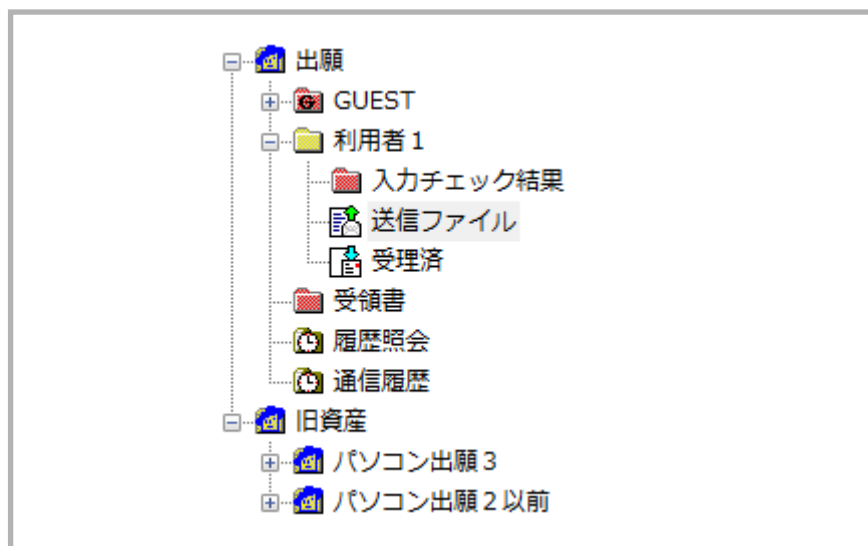 出願
GUEST
利用者１
入力チェック結果
送信ファイル
受理済
受領書
履歴照会
通信履歴
旧資産
パソコン出願３
パソコン出願２以前